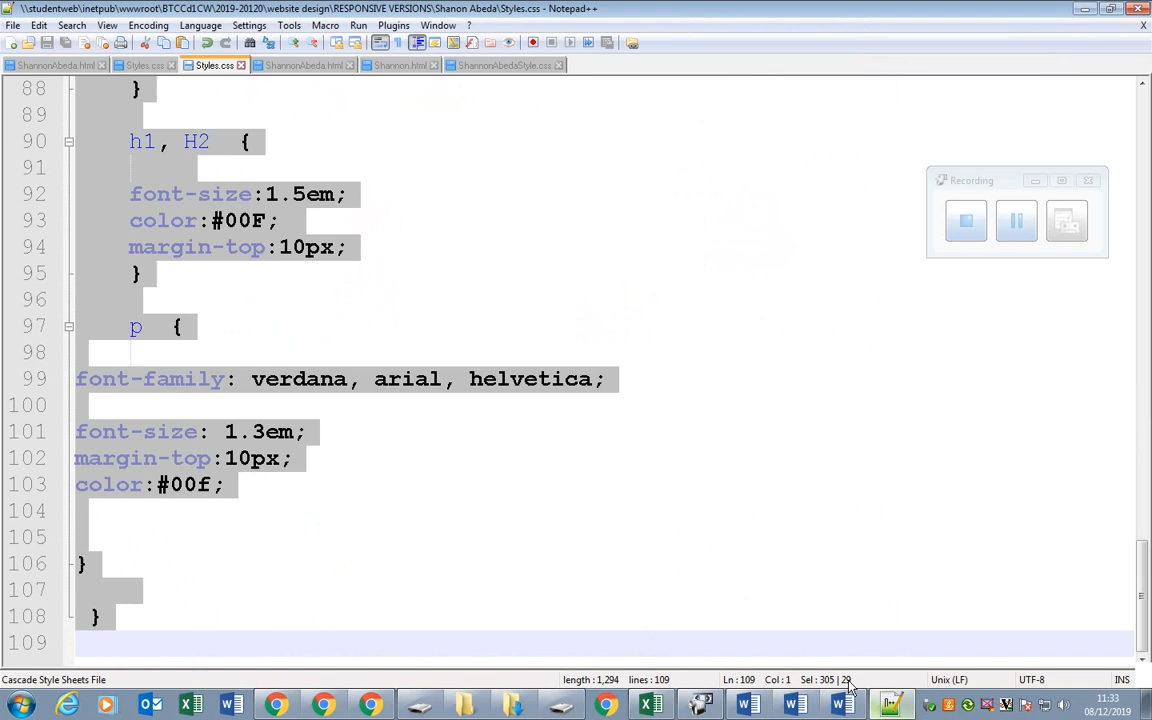 \\studentweb\inetpub\wwwroot\BTCCd1CW\2019-20120\website design\RESPONSIVE VERSIONS\Shanon Abeda\Styles.css - Notepad++
File Edit Search View Encoding Language Settings Tools Macro Run Plugins Window ? X
ShannonAbeda.html Styles.css Styles.css ShannonAbeda.html Shannon.html ShannonAbedaStyle.css
88 }
89
90 h1, H2 {
91
92 font-size:1.5em;
93 color:#00F;
94 margin-top:10px;
95 }
96
97 p {
98
99 font-family: verdana, arial, helvetica;
100
101 font-size: 1.3em;
102 margin-top:10px;
103 color:#00f;
104
105
106 }
107
108 }
109
Recording
Cascade Style Sheets File length : 1,294 lines : 109 Ln : 109 Col : 1 Sel : 305 | Unix (LF) UTF-8 INS
11:33
08/12/2019